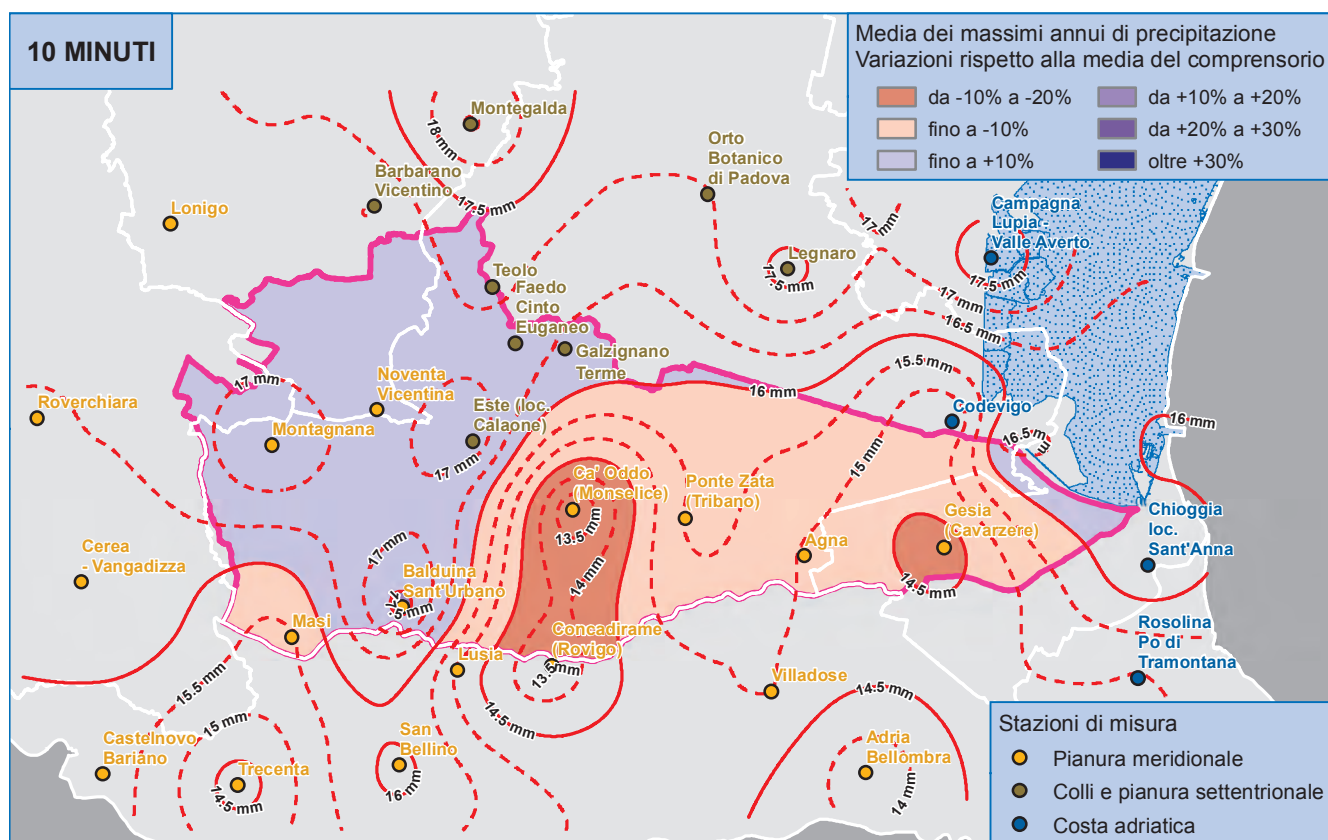 10 MINUTI
Media dei massimi annui di precipitazione
Variazioni rispetto alla media del comprensorio
da -10% a -20%
da +10% a +20%
fino a -10%
da +20% a +30%
fino a +10%
oltre +30%
Montegalda
18 mm
Orto
Botanico
di Padova
Barbarano
Vicentino
17.5 mm
Lonigo
17 mm
Campagna
Lupia -
Valle Averto
Legnaro
17.5 mm
17.5 mm
17 mm
16.5 mm
Teolo
Faedo
Cinto
Euganeo
Galzignano
Terme
15.5 mm
17 mm
Noventa
Vicentina
16 mm
Roverchiara
Este (loc.
Calaone)
Codevigo
16 mm
Montagnana
17 mm
16.5 m
m
15 mm
Ca' Oddo
(Monselice)
Ponte Zata
(Tribano)
Gesia
(Cavarzere)
Chioggia
loc.
Sant'Anna
13.5 mm
17 mm
Cerea
- Vangadizza
Agna
Balduina
Sant'Urbano
14 mm
14.5 mm
17
.5 mm
Masi
Concadirame
(Rovigo)
Rosolina
Po di
Tramontana
Lusia
13.5 mm
15.5 mm
Villadose
14.5 mm
14.5 mm
15 mm
Castelnovo
Bariano
San
Bellino
Adria
Bellombra
Trecenta
14.5 mm
16 mm
14 mm
Stazioni di misura
Pianura meridionale
Colli e pianura settentrionale
Costa adriatica